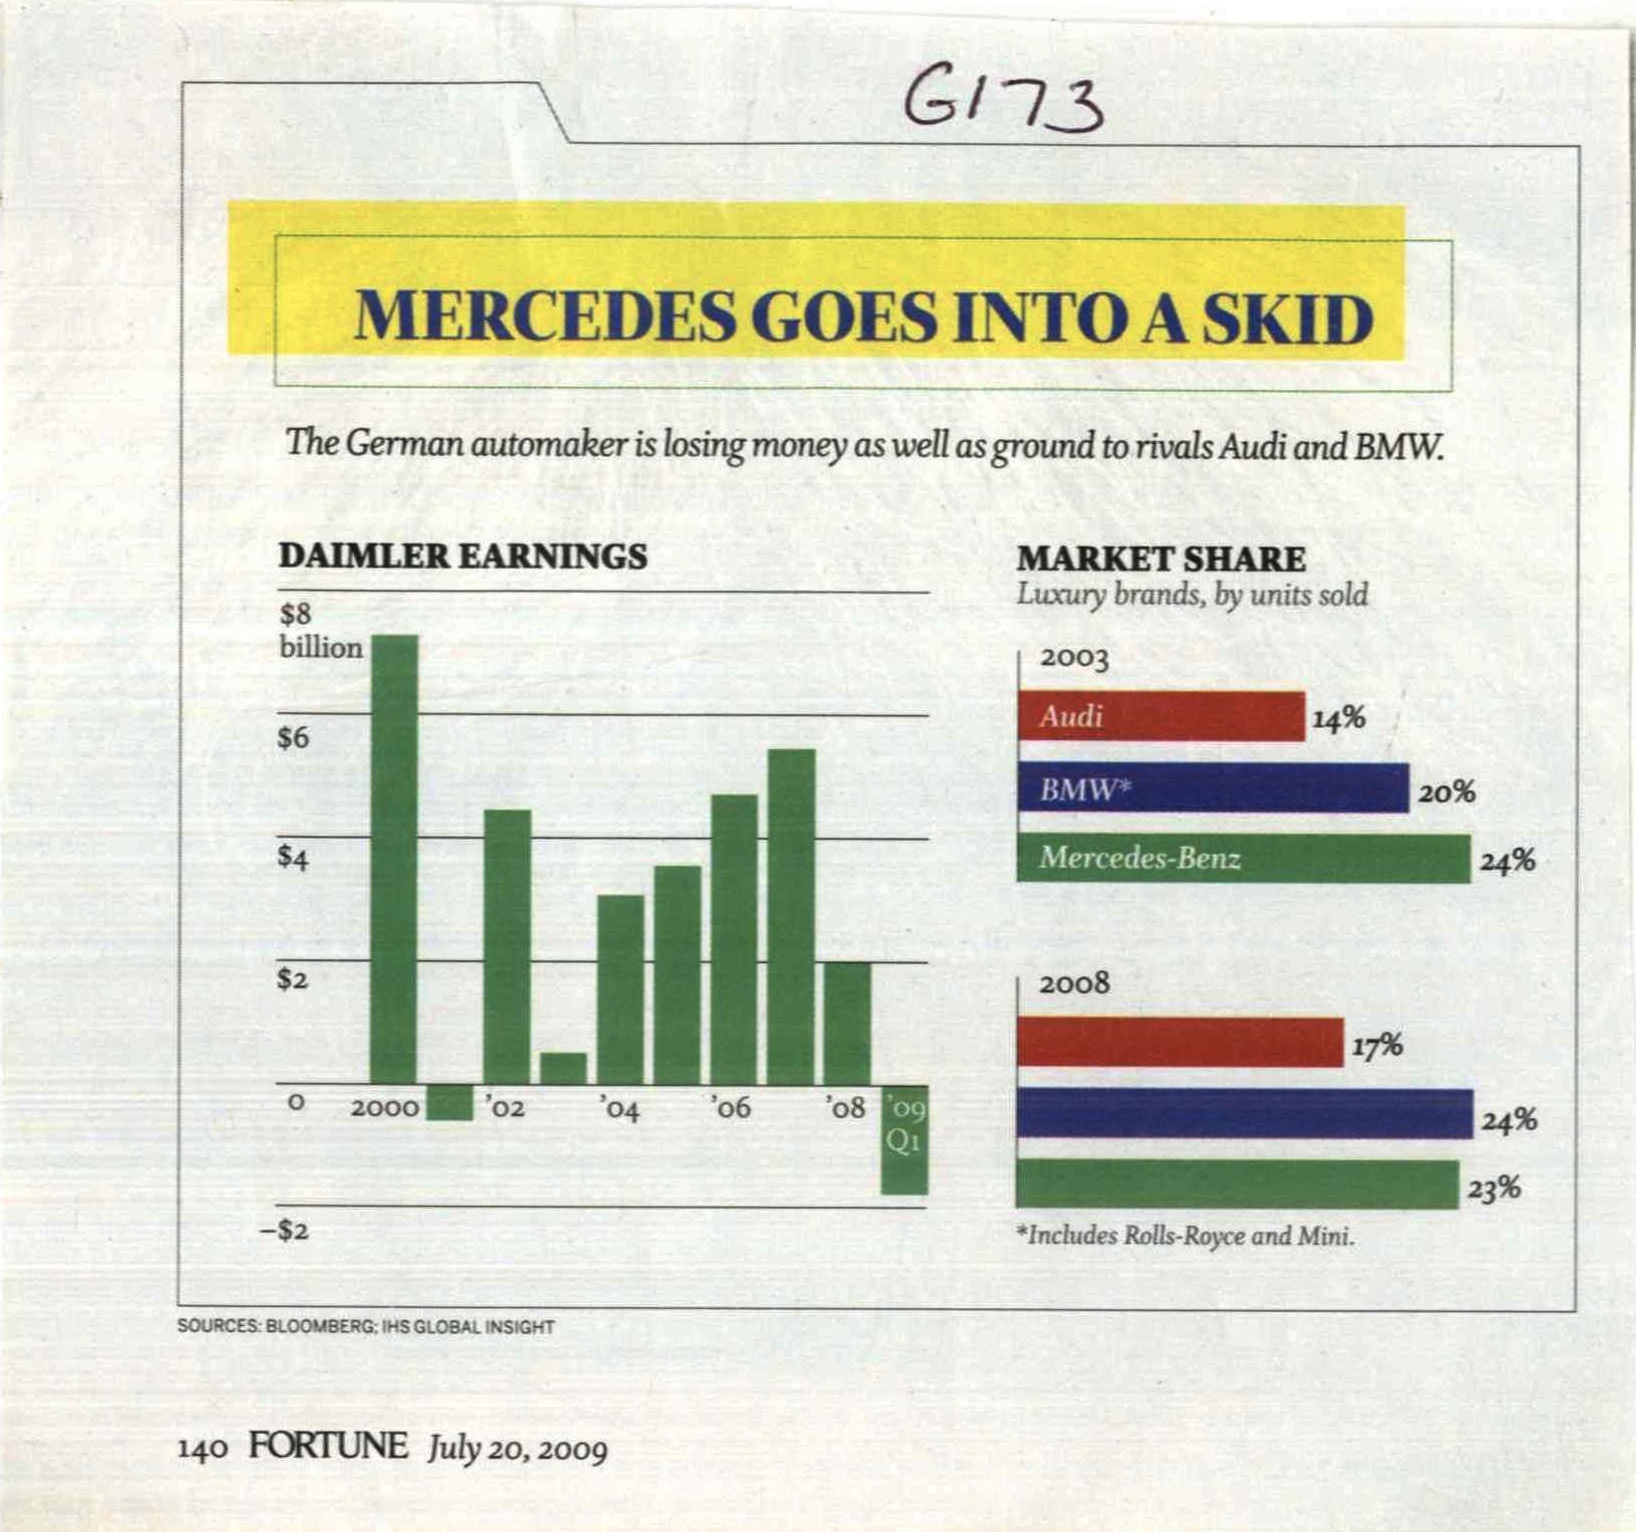 G173
MERCEDES GOES INTO A SKID
The German automaker is losing money as well as ground to rivals Audi and BMW.
DAIMLER EARNINGS
$8
billion
$6
$4
$2
0 2000 '02 '04 '06 '08 '09
Q1
–$2
MARKET SHARE
Luxury brands, by units sold
2003
Audi 14%
BMW* 20%
Mercedes-Benz 24%
2008
17%
24%
23%
*Includes Rolls-Royce and Mini.
SOURCES: BLOOMBERG; IHS GLOBAL INSIGHT
140 FORTUNE July 20, 2009